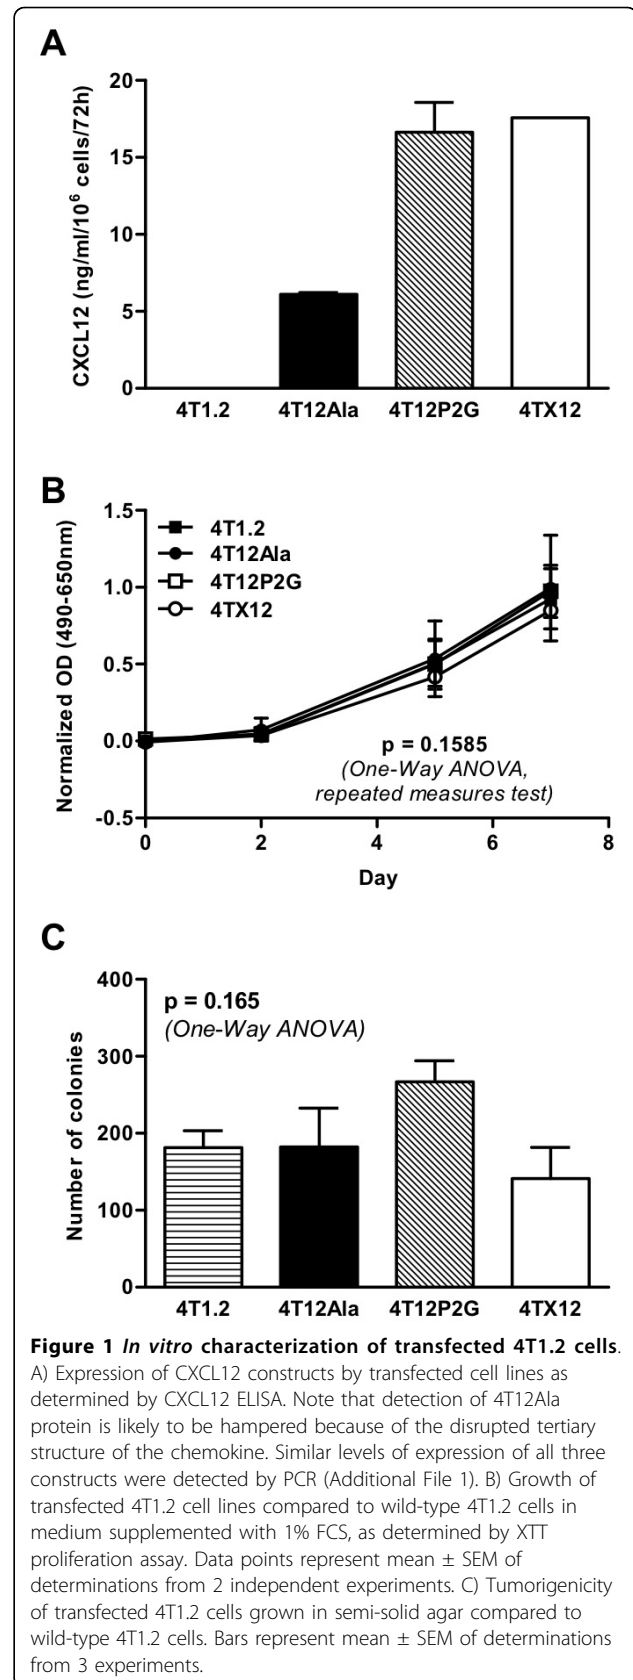 A
CXCL12 (ng/ml/10⁶ cells/72h)
20
15
10
5
0
4T1.2 4T12Ala 4T12P2G 4TX12
B
Normalized OD (490-650nm)
1.5
1.0
0.5
0.0
-0.5
4T1.2
4T12Ala
4T12P2G
4TX12
p = 0.1585
(One-Way ANOVA,
repeated measures test)
0 2 4 6 8
Day
C
Number of colonies
400
300
200
100
0
p = 0.165
(One-Way ANOVA)
4T1.2 4T12Ala 4T12P2G 4TX12
Figure 1 In vitro characterization of transfected 4T1.2 cells.
A) Expression of CXCL12 constructs by transfected cell lines as
determined by CXCL12 ELISA. Note that detection of 4T12Ala
protein is likely to be hampered because of the disrupted tertiary
structure of the chemokine. Similar levels of expression of all three
constructs were detected by PCR (Additional File 1). B) Growth of
transfected 4T1.2 cell lines compared to wild-type 4T1.2 cells in
medium supplemented with 1% FCS, as determined by XTT
proliferation assay. Data points represent mean ± SEM of
determinations from 2 independent experiments. C) Tumorigenicity
of transfected 4T1.2 cells grown in semi-solid agar compared to
wild-type 4T1.2 cells. Bars represent mean ± SEM of determinations
from 3 experiments.